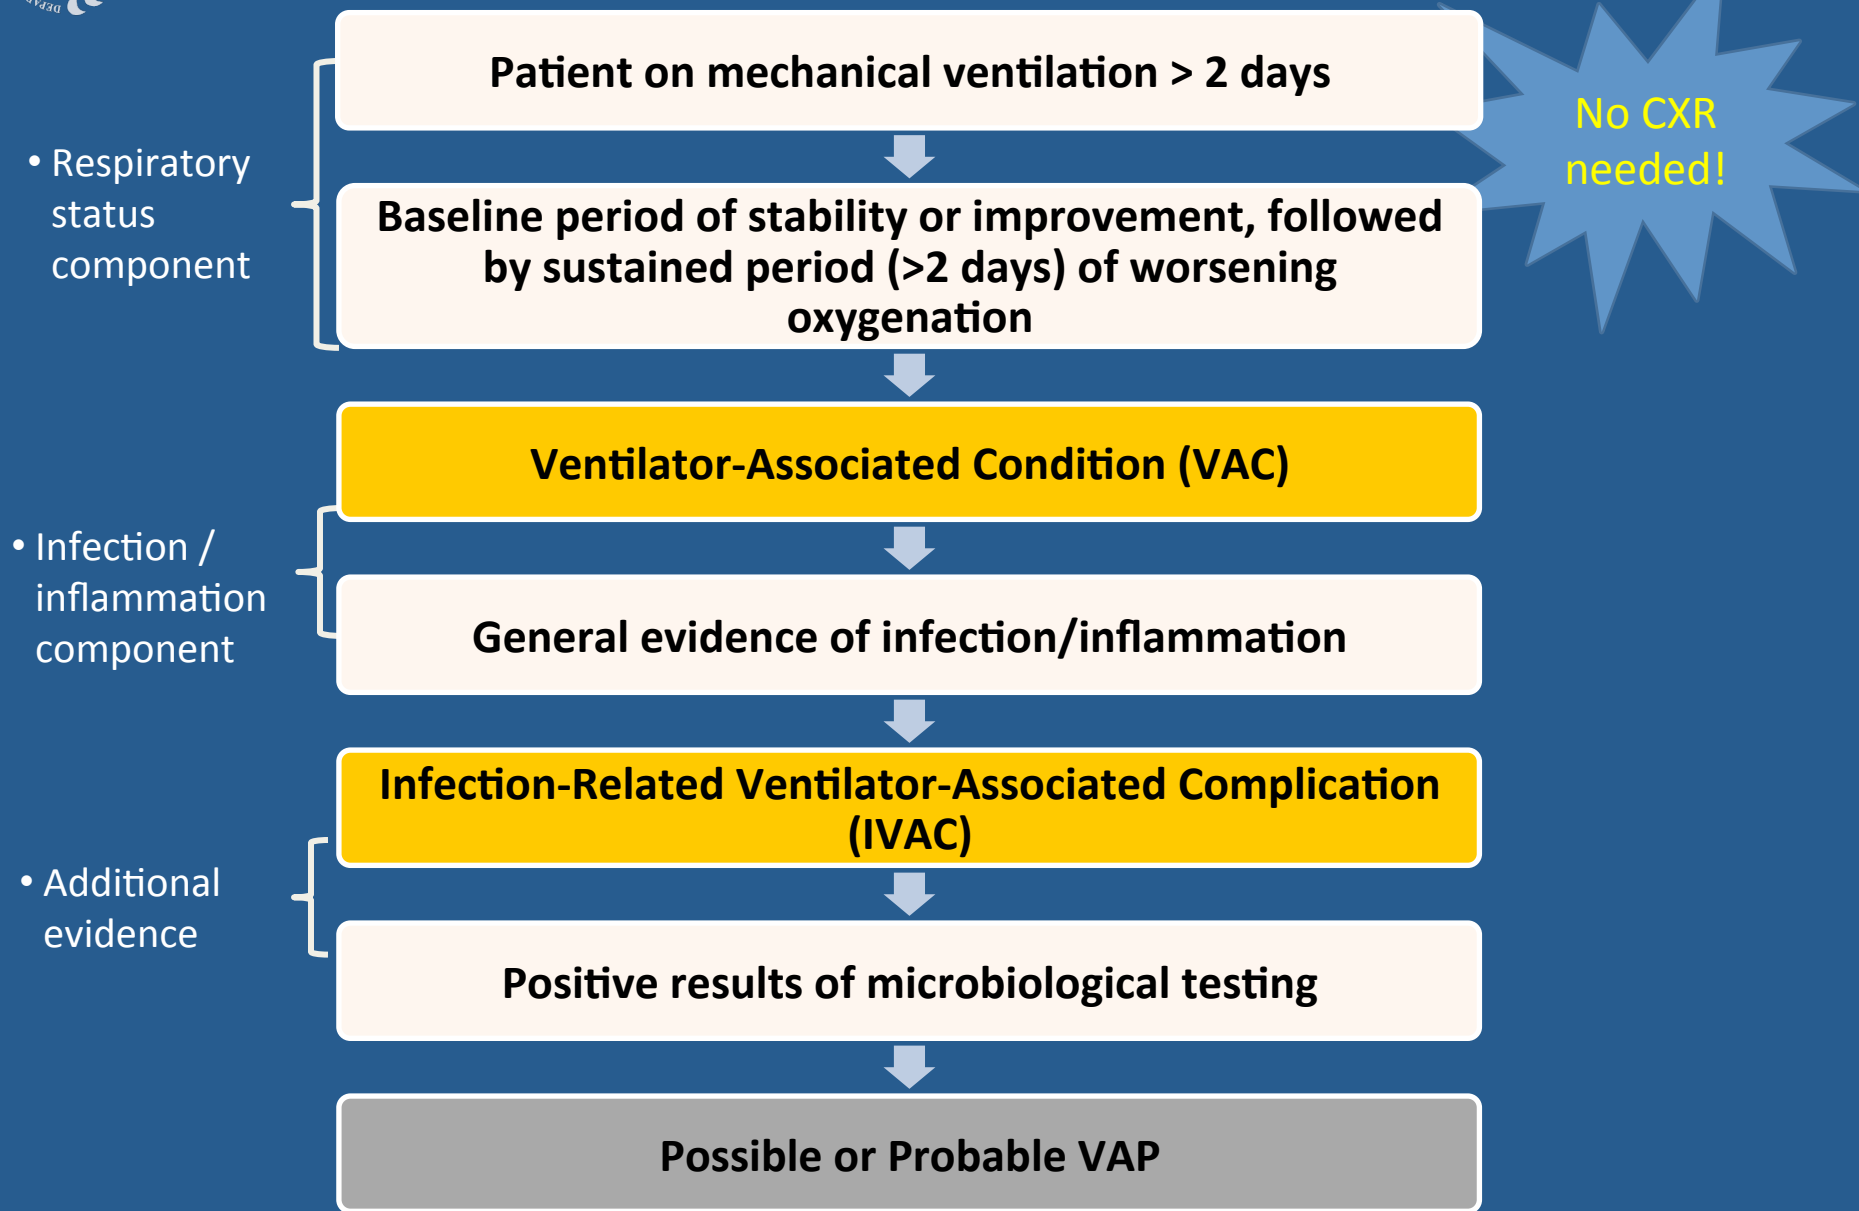 DEPAR
Patient on mechanical ventilation > 2 days
No CXR
needed!
• Respiratory
status
component
Baseline period of stability or improvement, followed
by sustained period (>2 days) of worsening
oxygenation
Ventilator-Associated Condition (VAC)
• Infection /
inflammation
component
General evidence of infection/inflammation
Infection-Related Ventilator-Associated Complication
(IVAC)
• Additional
evidence
Positive results of microbiological testing
Possible or Probable VAP